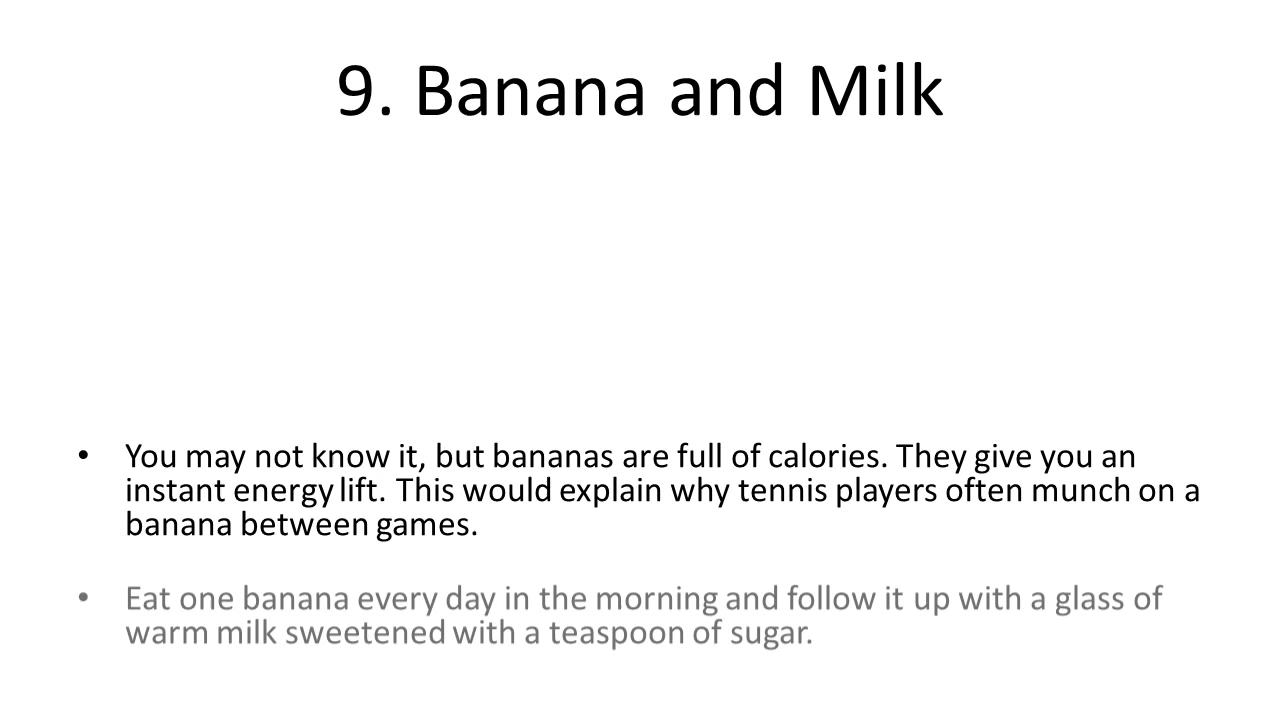 9. Banana and Milk
• You may not know it, but bananas are full of calories. They give you an
instant energy lift. This would explain why tennis players often munch on a
banana between games.
• Eat one banana every day in the morning and follow it up with a glass of
warm milk sweetened with a teaspoon of sugar.